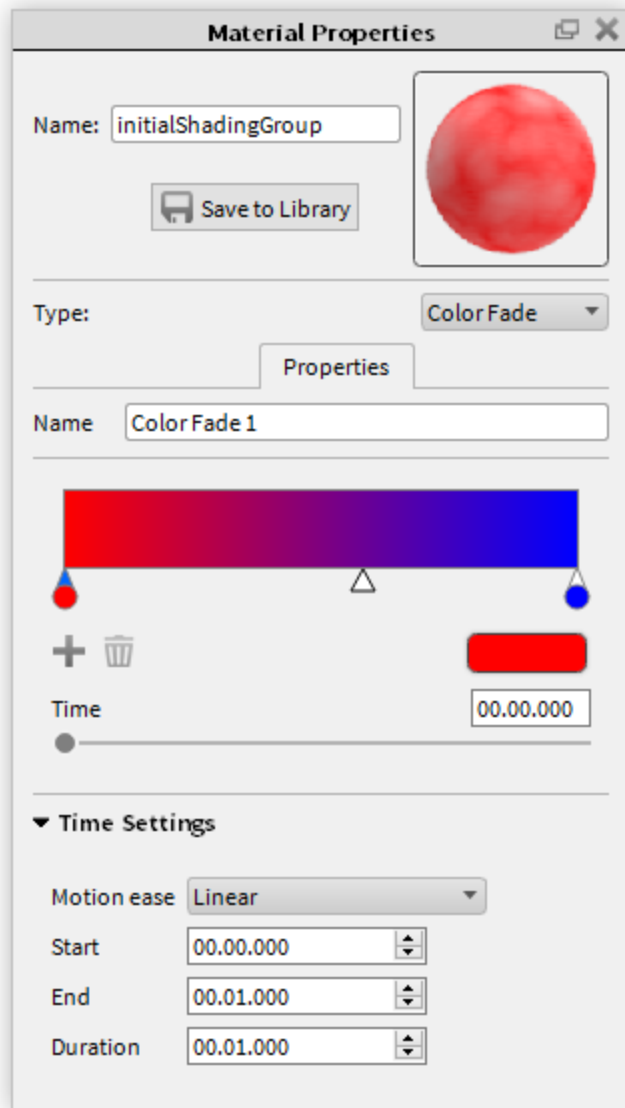 Material Properties
Name: initialShadingGroup
Save to Library
Type: Color Fade
Properties
Name Color Fade 1
Time 00.00.000
Time Settings
Motion ease Linear
Start 00.00.000
End 00.01.000
Duration 00.01.000